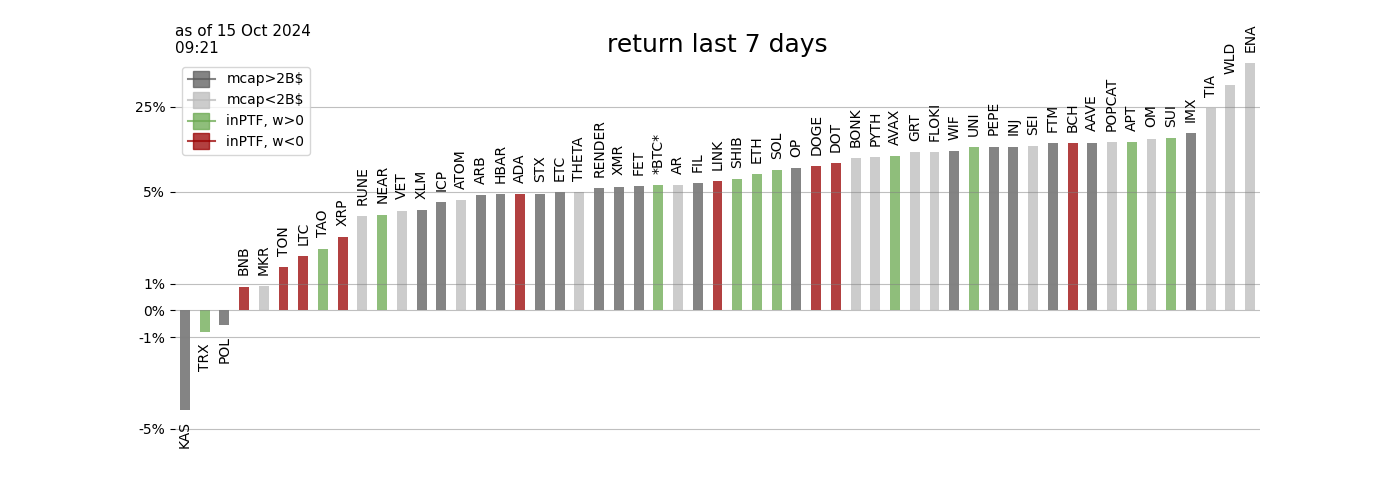 as of 15 Oct 2024
09:21
return last 7 days
mcap>2B$
mcap<2B$
inPTF, w>0
inPTF, w<0
25%
5%
1%
0%
-1%
-5%
KAS
TRX
POL
BNB
MKR
TON
LTC
TAO
XRP
RUNE
NEAR
VET
XLM
ICP
ATOM
ARB
HBAR
ADA
STX
ETC
THETA
RENDER
XMR
FET
*BTC*
AR
FIL
LINK
SHIB
ETH
SOL
OP
DOGE
DOT
BONK
PYTH
AVAX
GRT
FLOKI
WIF
UNI
PEPE
INJ
SEI
FTM
BCH
AAVE
POPCAT
APT
OM
SUI
IMX
TIA
WLD
ENA